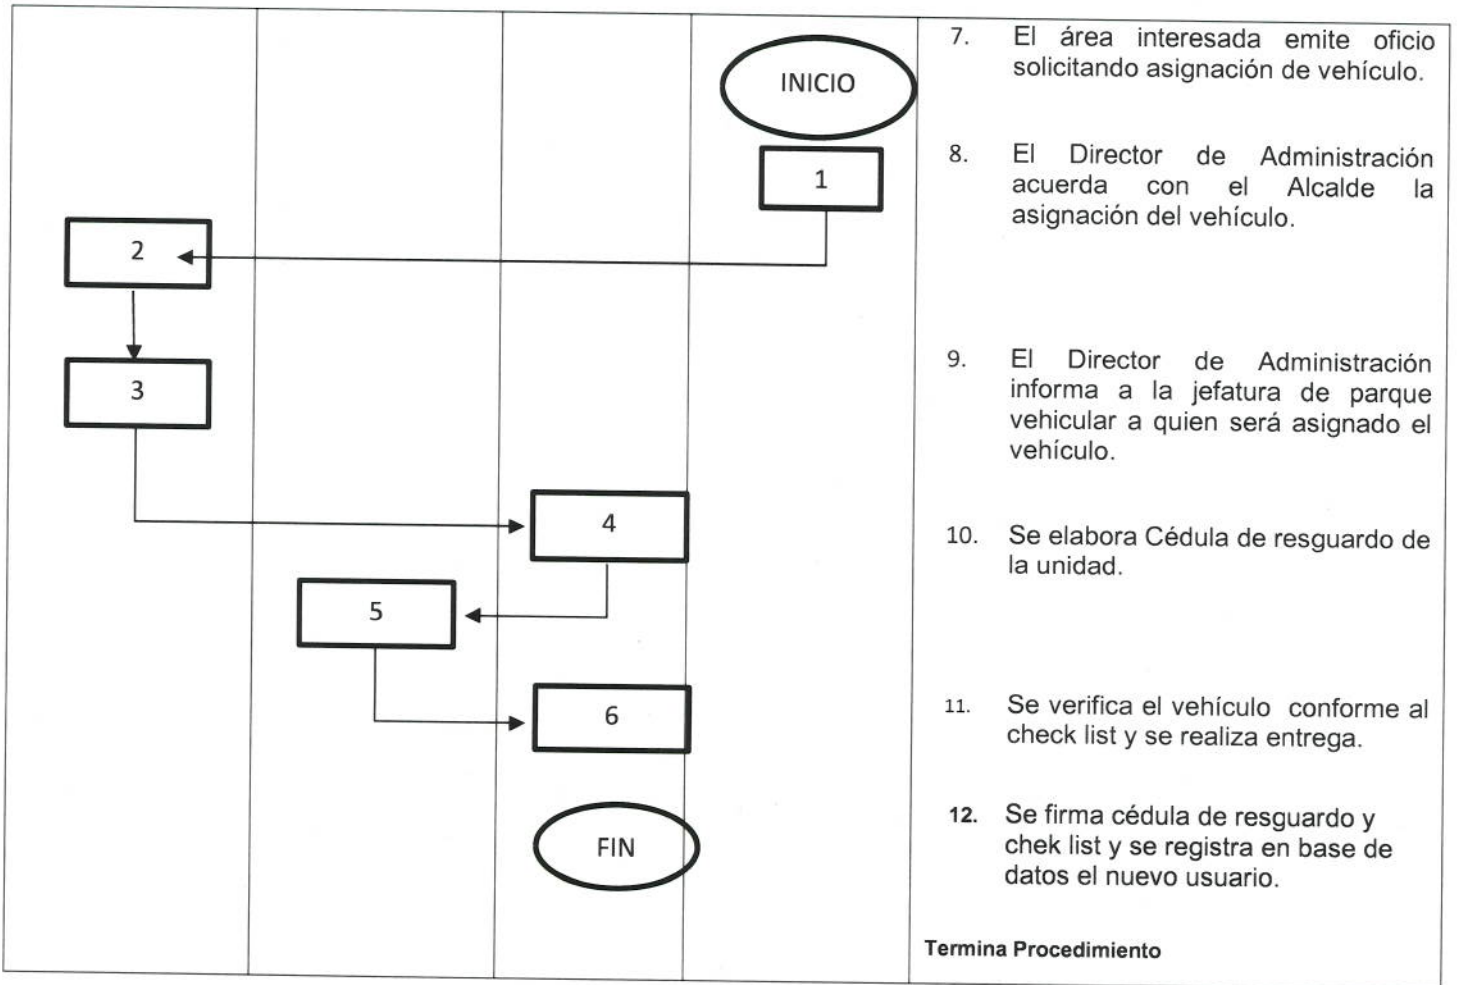 INICIO
1
2
3
4
5
6
FIN
7. El área interesada emite oficio
solicitando asignación de vehículo.
8. El Director de Administración
acuerda con el Alcalde la
asignación del vehículo.
9. El Director de Administración
informa a la jefatura de parque
vehicular a quien será asignado el
vehículo.
10. Se elabora Cédula de resguardo de
la unidad.
11. Se verifica el vehículo conforme al
check list y se realiza entrega.
12. Se firma cédula de resguardo y
chek list y se registra en base de
datos el nuevo usuario.
Termina Procedimiento